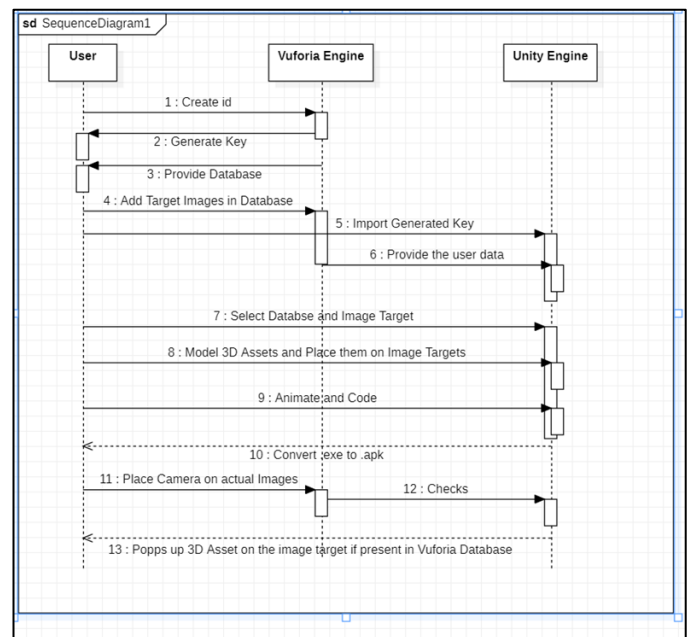 sd SequenceDiagram1
User
Vuforia Engine
Unity Engine
1 : Create id
2 : Generate Key
3 : Provide Database
4 : Add Target Images in Database
5 : Import Generated Key
6 : Provide the user data
7 : Select Databse and Image Target
8 : Model 3D Assets and Place them on Image Targets
9 : Animate and Code
10 : Convert .exe to .apk
11 : Place Camera on actual Images
12 : Checks
13 : Popps up 3D Asset on the image target if present in Vuforia Database